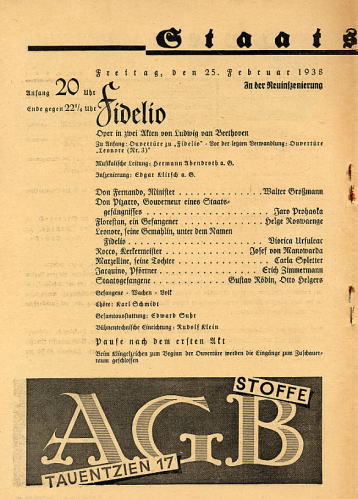 Staats
Freitag, den 25. Februar 1938
Anfang 20 Uhr
In der Neuinszenierung
Ende gegen 22½ Uhr
Fidelio
Oper in zwei Akten von Ludwig van Beethoven
Zu Anfang: Ouvertüre zu „Fidelio“ - Vor der letzten Verwandlung: Ouvertüre
„Leonore (Nr. 3)“
Musikalische Leitung: Hermann Abendroth a. G.
Inszenierung: Edgar Klitsch a. G.
Don Fernando, Minister Walter Großmann
Don Pizarro, Gouverneur eines Staats-
gefängnisses Jaro Prohaska
Florestan, ein Gefangener Helge Roswaenge
Leonore, seine Gemahlin, unter dem Namen
Fidelio Viorica Ursuleac
Rocco, Kerkermeister Josef von Manowarda
Marzelline, seine Tochter Carla Spletter
Jaquino, Pförtner Erich Zimmermann
Staatsgefangene Gustav Rödin, Otto Helgers
Gefangene - Wachen - Volk
Chöre: Karl Schmidt
Gesamtausstattung: Edward Suhr
Bühnentechnische Einrichtung: Rudolf Klein
Pause nach dem ersten Akt
Beim Klingelzeichen zum Beginn der Ouvertüre werden die Eingänge zum Zuschauer-
raum geschlossen
STOFFE
AGB
TAUENTZIEN 17